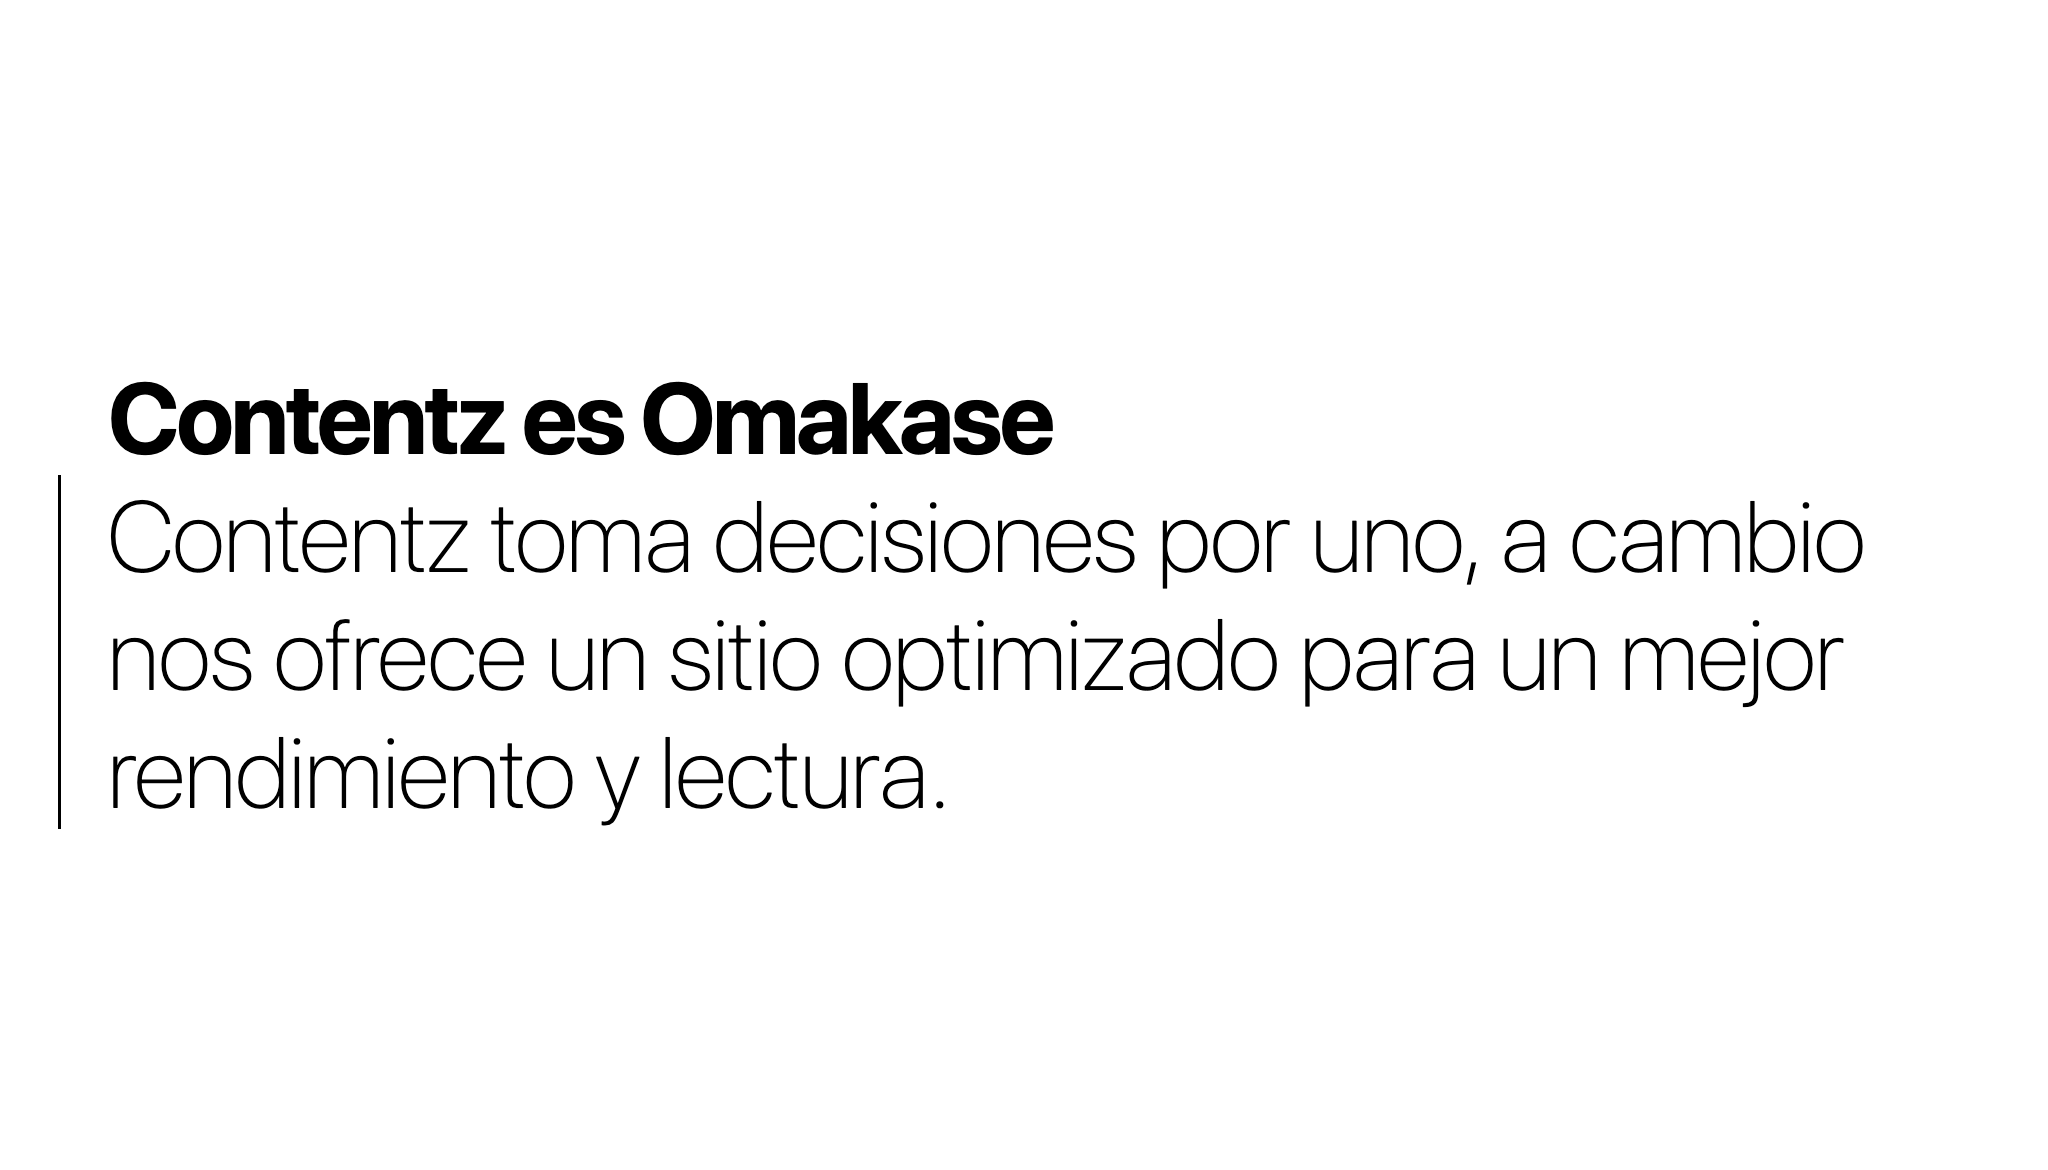 Contentz es Omakase
Contentz toma decisiones por uno, a cambio
nos ofrece un sitio optimizado para un mejor
rendimiento y lectura.